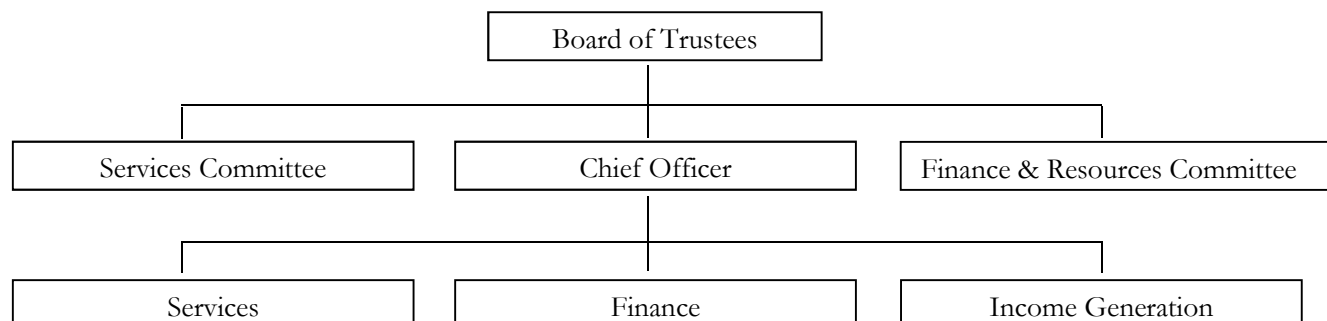 Board of Trustees
Services Committee
Chief Officer
Finance & Resources Committee
Services
Finance
Income Generation